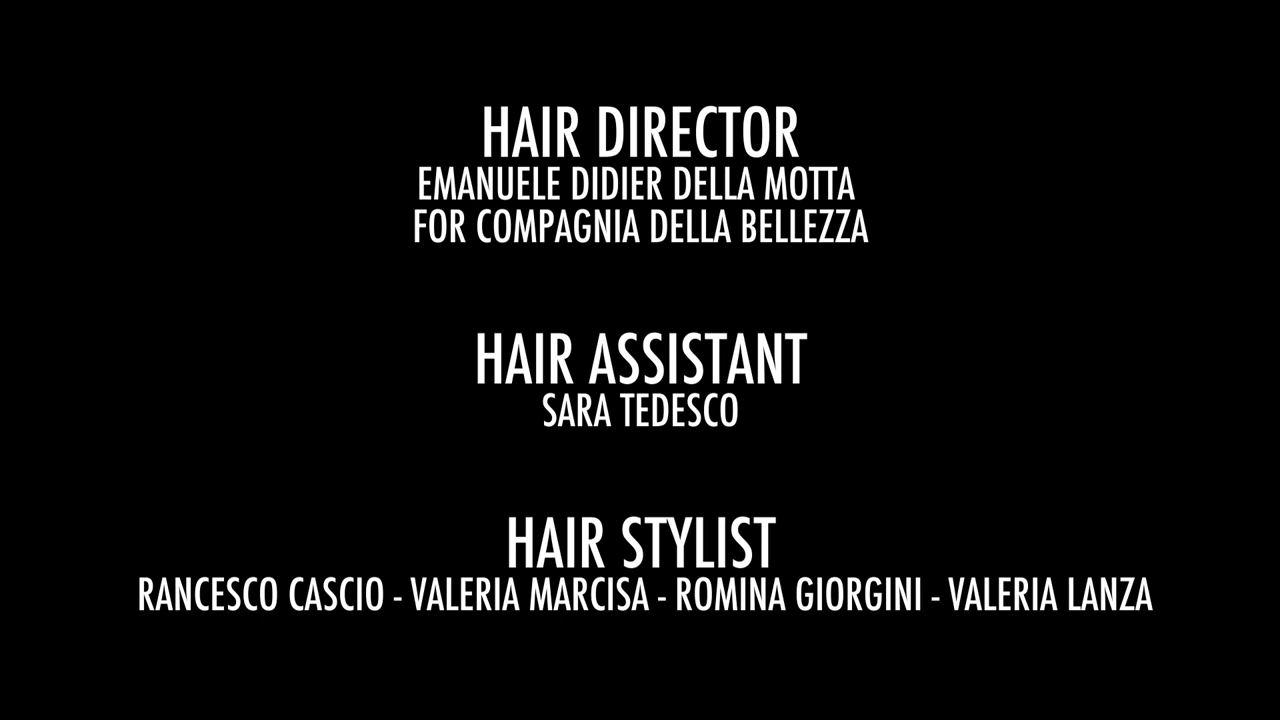 HAIR DIRECTOR
EMANUELE DIDIER DELLA MOTTA
FOR COMPAGNIA DELLA BELLEZZA
HAIR ASSISTANT
SARA TEDESCO
HAIR STYLIST
RANCESCO CASCIO - VALERIA MARCISA - ROMINA GIORGINI - VALERIA LANZA